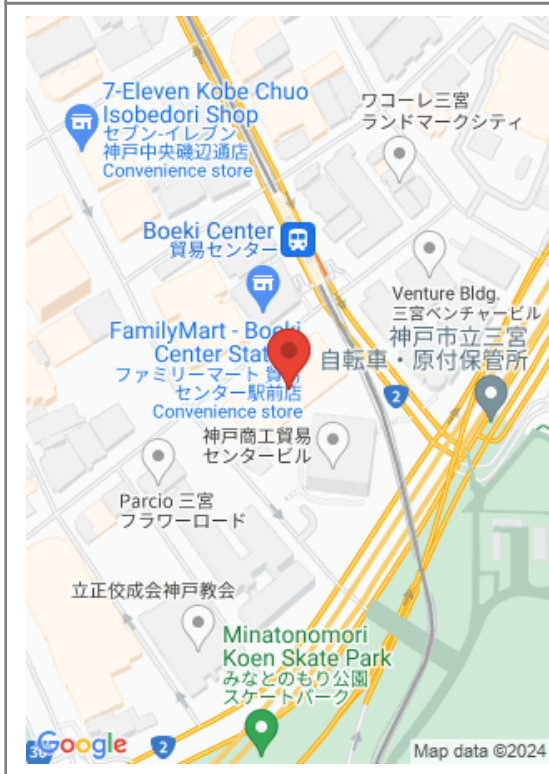 7-Eleven Kobe Chuo
Isobedori Shop
セブン-イレブン
神戸中央磯辺通店
Convenience store
ワコーレ三宮
ランドマークシティ
Boeki Center
貿易センター
Venture Bldg.
三宮ベンチャービル
神戸市立三宮
自転車・原付保管所
FamilyMart - Boeki
Center Stat
ファミリーマート 貿易
センター駅前店
Convenience store
2
神戸商工貿易
センタービル
Parcio 三宮
フラワーロード
立正佼成会神戸教会
Minatonomori
Koen Skate Park
みなとのもり公園
スケートパーク
30
Google
2
Map data ©2024